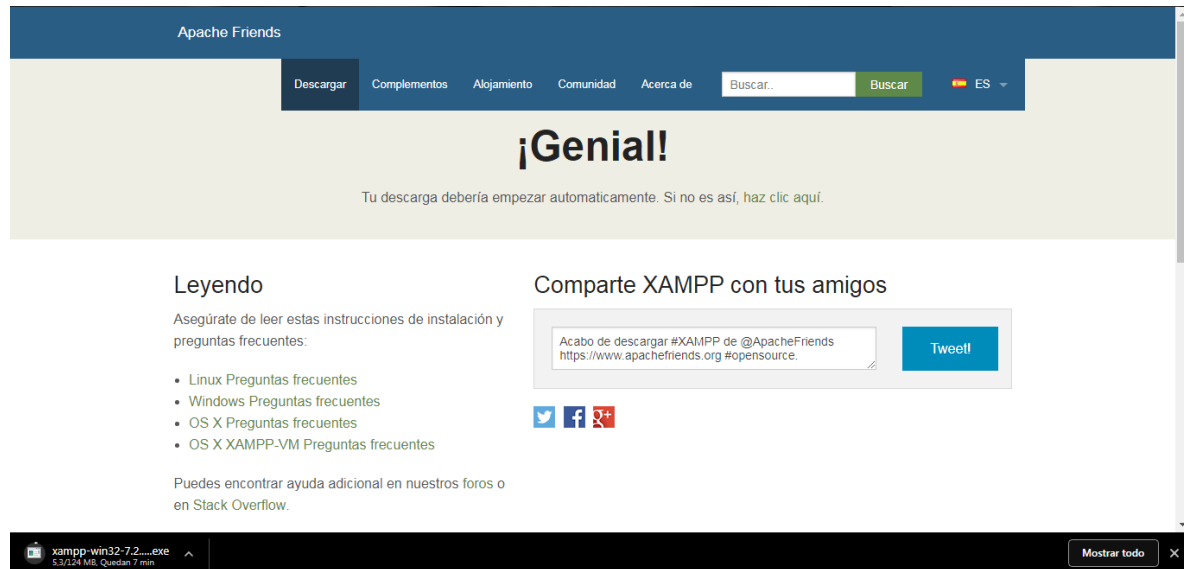 Apache Friends
Descargar Complementos Alojamiento Comunidad Acerca de Buscar.. Buscar ES
¡Genial!
Tu descarga debería empezar automaticamente. Si no es así, haz clic aquí.
Leyendo
Asegúrate de leer estas instrucciones de instalación y
preguntas frecuentes:
Linux Preguntas frecuentes
Windows Preguntas frecuentes
OS X Preguntas frecuentes
OS X XAMPP-VM Preguntas frecuentes
Puedes encontrar ayuda adicional en nuestros foros o
en Stack Overflow.
Comparte XAMPP con tus amigos
Acabo de descargar #XAMPP de @ApacheFriends
https://www.apachefriends.org #opensource.
Tweet!
g+
xampp-win32-7.2.....exe
5,3/124 MB, Quedan 7 min
Mostrar todo